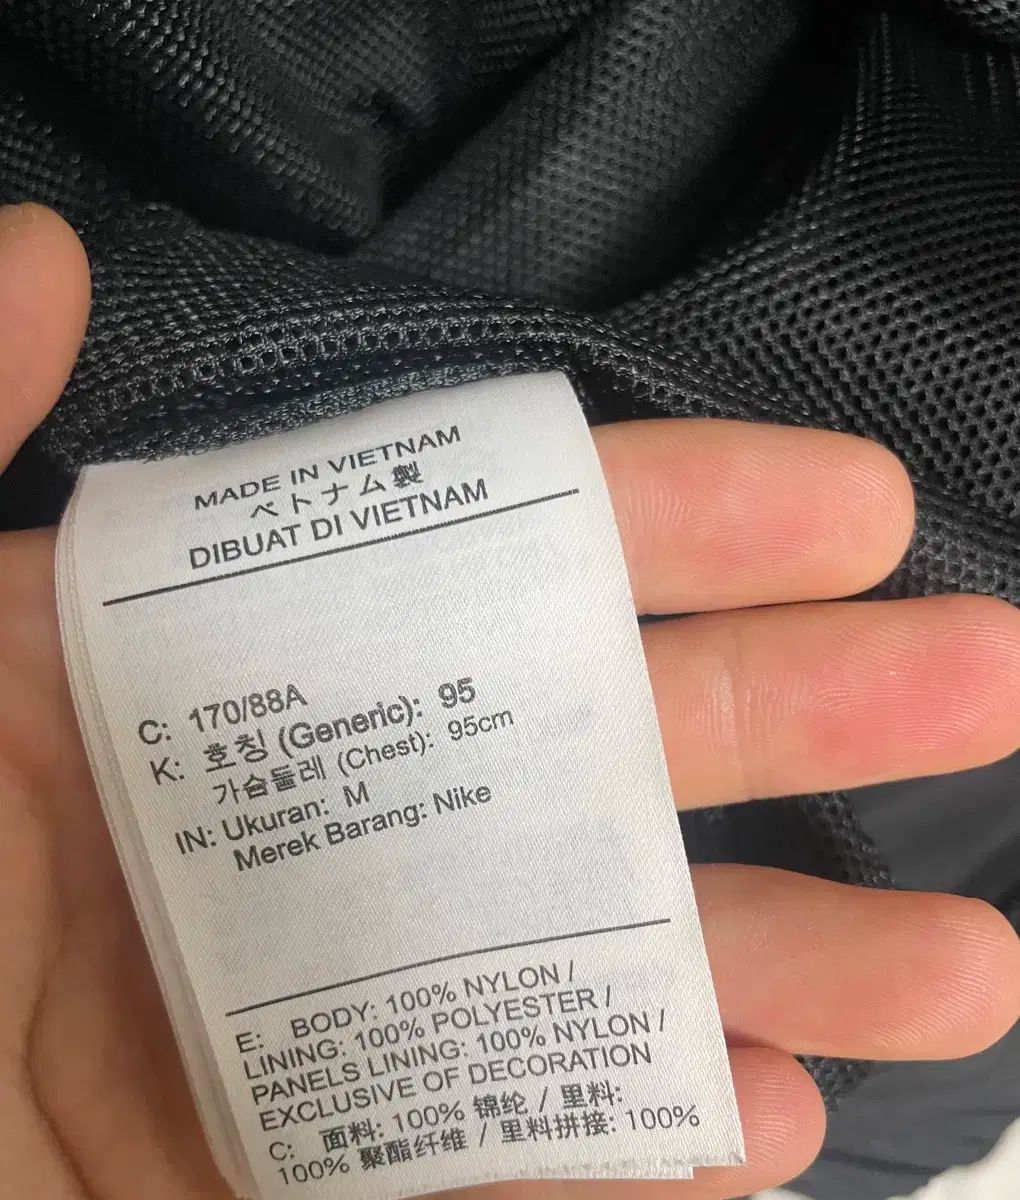 MADE IN VIETNAM
ベトナム製
DIBUAT DI VIETNAM
C: 170/88A
K: 호칭 (Generic): 95
가슴둘레 (Chest): 95cm
IN: Ukuran: M
Merek Barang: Nike
E: BODY: 100% NYLON /
LINING: 100% POLYESTER /
PANELS LINING: 100% NYLON /
EXCLUSIVE OF DECORATION
C: 面料: 100% 锦纶 / 里料:
100% 聚酯纤维 / 里料拼接: 100%